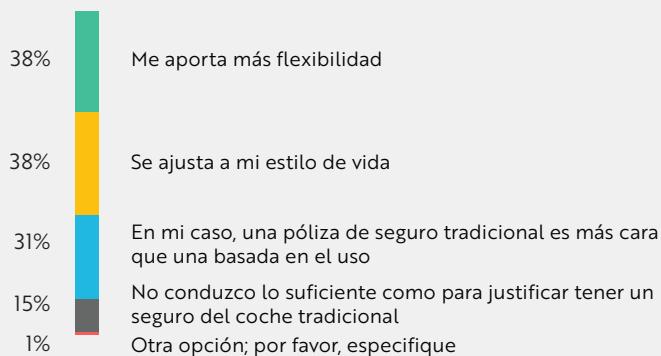 38% Me aporta más flexibilidad
38% Se ajusta a mi estilo de vida
31% En mi caso, una póliza de seguro tradicional es más cara
que una basada en el uso
15% No conduzco lo suficiente como para justificar tener un
seguro del coche tradicional
1% Otra opción; por favor, especifique